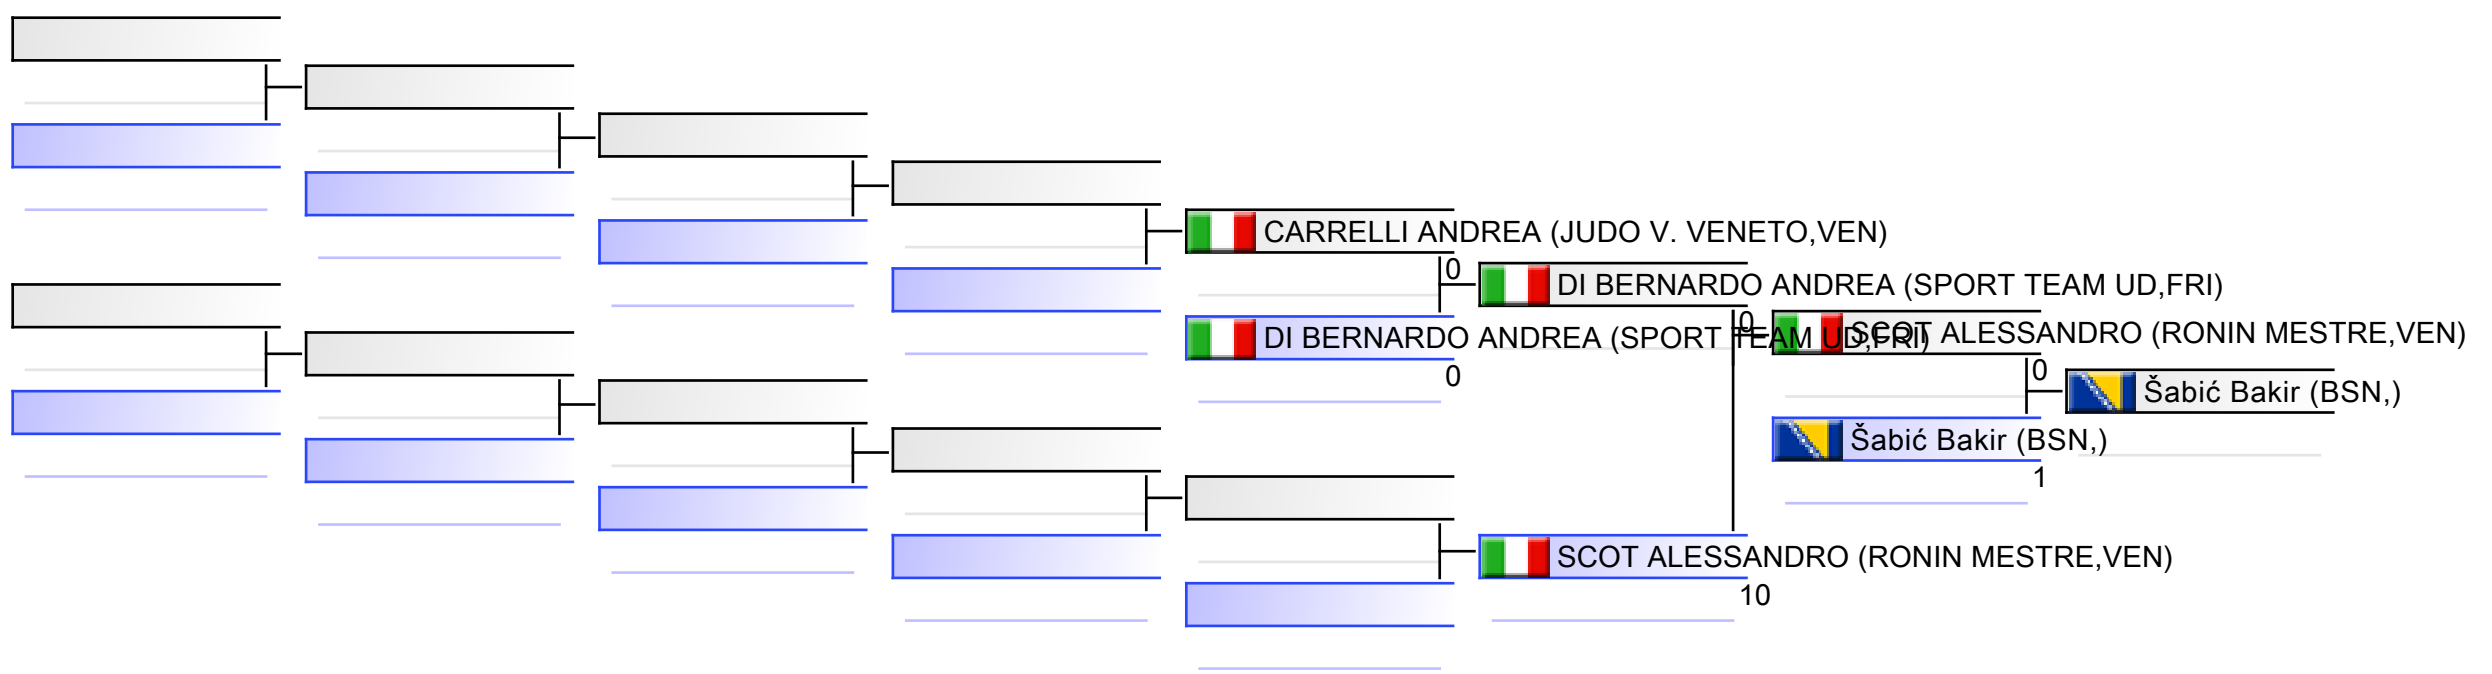 CARRELLI ANDREA (JUDO V. VENETO,VEN)
0
DI BERNARDO ANDREA (SPORT TEAM UD,FRI)
DI BERNARDO ANDREA (SPORT TEAM UD,FRI)
0
0
SCOT ALESSANDRO (RONIN MESTRE,VEN)
0
Šabić Bakir (BSN,)
Šabić Bakir (BSN,)
1
SCOT ALESSANDRO (RONIN MESTRE,VEN)
10